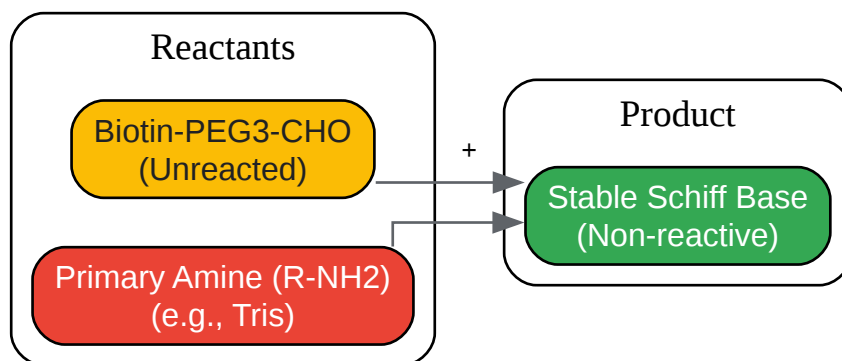 Reactants
Biotin-PEG3-CHO
(Unreacted)
Primary Amine (R-NH2)
(e.g., Tris)
+
Product
Stable Schiff Base
(Non-reactive)